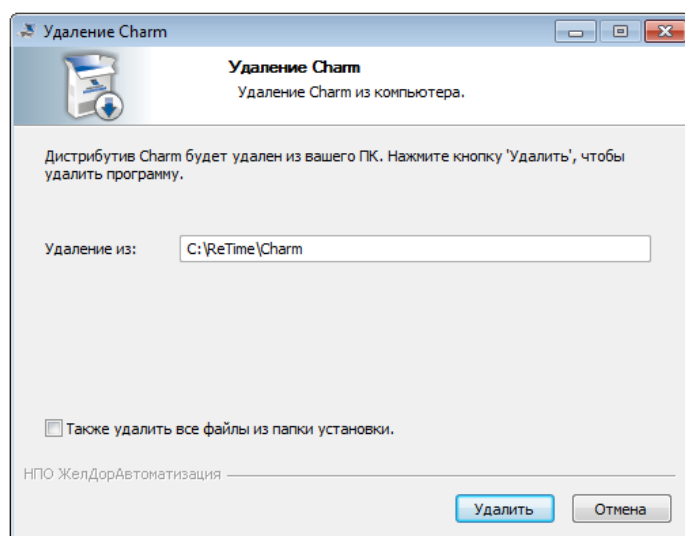 Удаление Charm
Удаление Charm
Удаление Charm из компьютера.
Дистрибутив Charm будет удален из вашего ПК. Нажмите кнопку 'Удалить', чтобы
удалить программу.
Удаление из:
C:\ReTime\Charm
Также удалить все файлы из папки установки.
НПО ЖелДорАвтоматизация
Удалить
Отмена